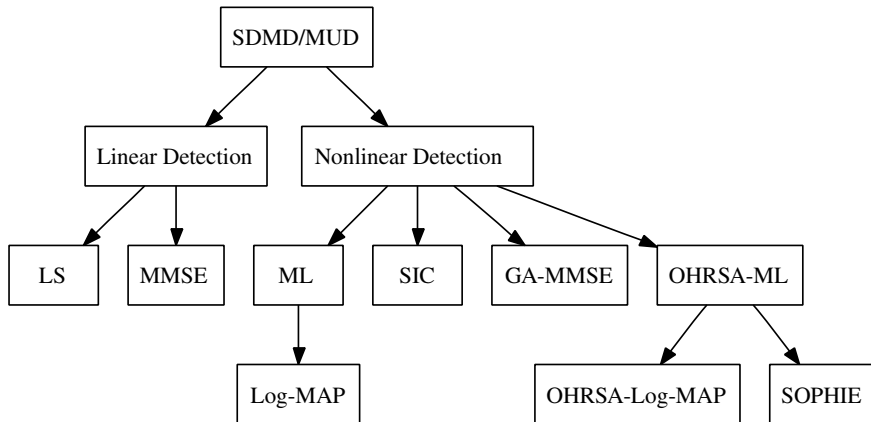 SDMD/MUD
Linear Detection
Nonlinear Detection
LS
MMSE
ML
SIC
GA-MMSE
OHRSA-ML
Log-MAP
OHRSA-Log-MAP
SOPHIE